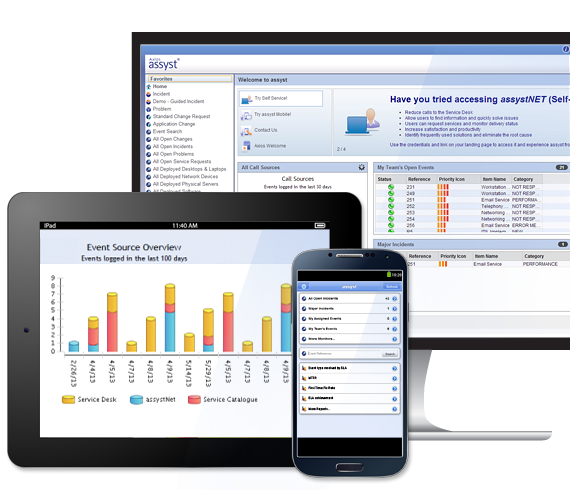 AXIOS
assyst
Favorites
Home
Incident
Demo - Guided Incident
Problem
Standard Change Request
Application Change
Event Search
All Open Changes
All Open Incidents
All Open Problems
All Open Service Requests
All Deployed Desktops & Laptops
All Deployed Network Devices
All Deployed Physical Servers
All Deployed Software
Welcome to assyst
Try Self Service!
Try assyst Mobile!
Contact Us
Axios Welcome
2 / 4
Have you tried accessing assystNET (Self-
• Reduce calls to the Service Desk:
• Allow users to find information and quickly solve issues
• Users can request services and monitor delivery status
• Increase satisfaction and productivity
• Identify frequently used solutions and eliminate the root cause
Use the credentials and link on your landing page to access it and experience assyst fro
All Call Sources
Call Sources
Events logged in the last 30 days
My Team's Open Events
Status Reference Priority Icon Item Name Category
231 Workstation... NOT RESP...
249 Workstation... NOT RESP...
251 Email Service PERFORMA...
252 Telephony ... NOT RESP...
254 Networking ... NOT RESP...
255 Networking ... NOT RESP...
256 Email Service ERROR ME...
Major Incidents 1
Reference Priority Icon Item Name Category
251 Email Service PERFORMANCE
iPad 11:40 AM
Event Source Overview
Events logged in the last 100 days
9
8
7
6
5
4
3
2
1
0
2/26/13 4/4/13 4/5/13 4/7/13 4/8/13 4/9/13 5/14/13 5/29/13 4/5/13 4/7/13 4/8/13 4/9/13
Service Desk assystNet Service Catalogue
SAMSUNG
assyst
All Open Incidents
Major Incidents
My Assigned Events
My Team's Events
More Monitors...
Event Reference Search
Event type received by SLA
MTTR
First Time Fix Rate
SLA Achievement
More Reports...